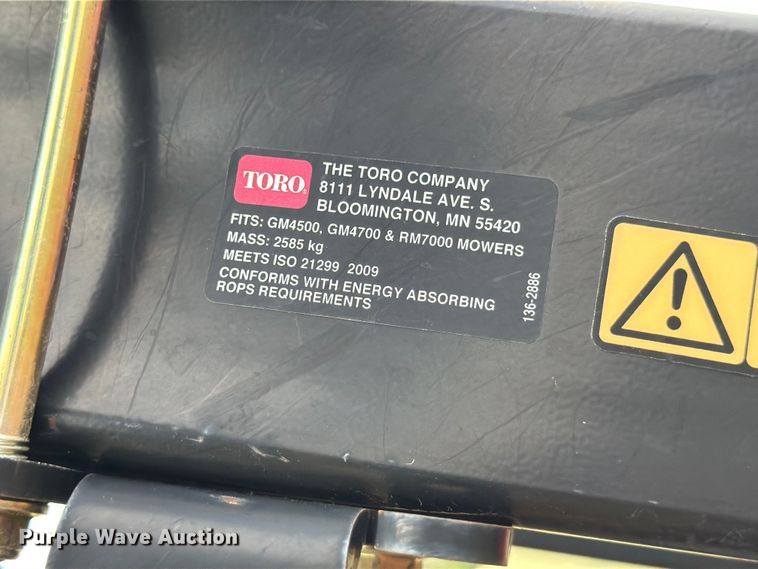 TORO
THE TORO COMPANY
8111 LYNDALE AVE. S.
BLOOMINGTON, MN 55420
FITS: GM4500, GM4700 & RM7000 MOWERS
MASS: 2585 kg
MEETS ISO 21299 2009
CONFORMS WITH ENERGY ABSORBING
ROPS REQUIREMENTS
136-2886
Purple Wave Auction